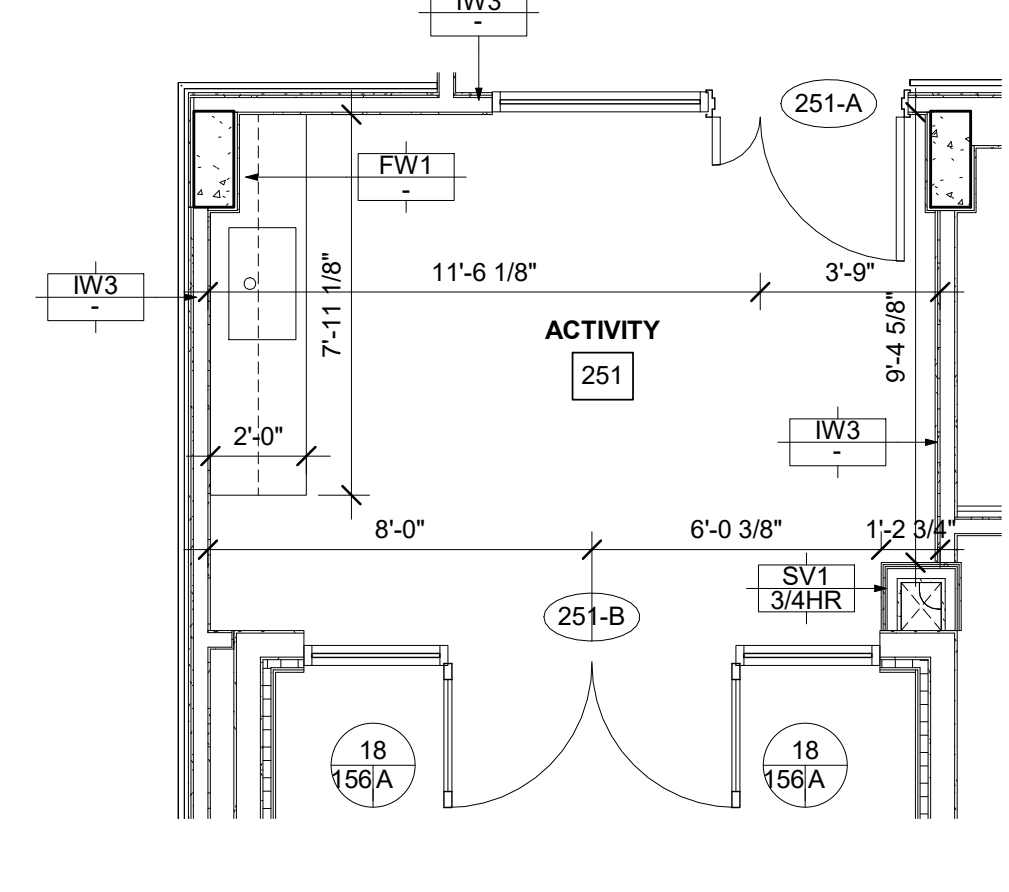 IW3
-
251-A
FW1
-
IW3
-
7'-11 1/8"
11'-6 1/8"
3'-9"
9'-4 5/8"
ACTIVITY
251
IW3
-
2'-0"
8'-0"
6'-0 3/8"
1'-2 3/4"
SV1
3/4HR
251-B
18
156 A
18
156 A